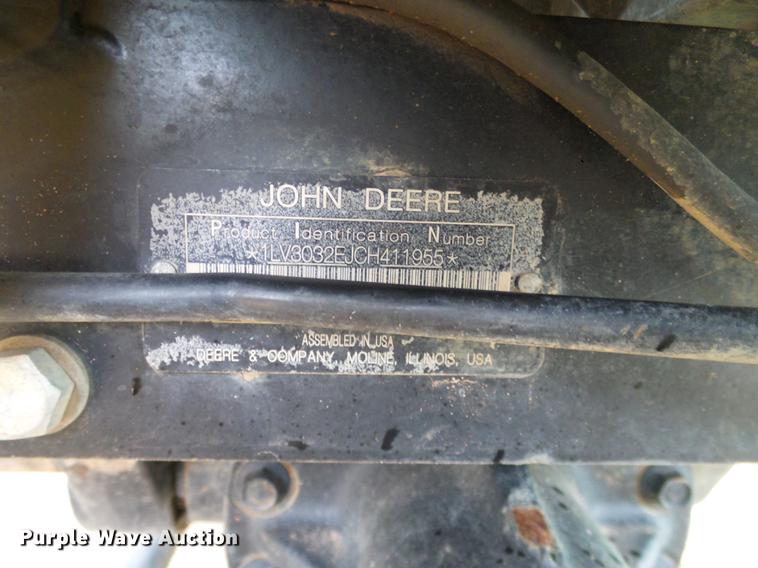 JOHN DEERE
Product Identification Number
*1LV3032EJCH411955*
ASSEMBLED IN USA
DEERE & COMPANY, MOLINE, ILLINOIS, USA
Purple Wave Auction